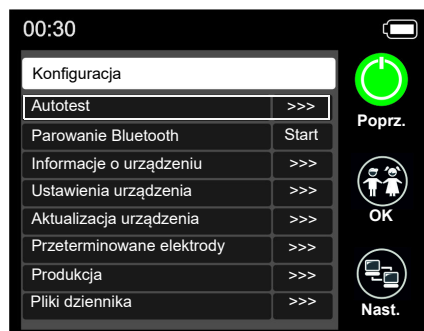 00:30
Konfiguracja
Autotest >>>
Parowanie Bluetooth Start
Informacje o urządzeniu >>>
Ustawienia urządzenia >>>
Aktualizacja urządzenia >>>
Przeterminowane elektrody >>>
Produkcja >>>
Pliki dziennika >>>
Poprz.
OK
Nast.